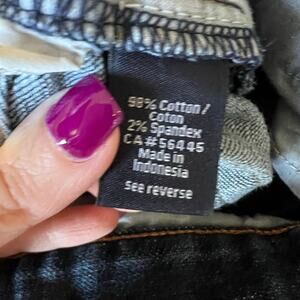 98% Cotton/
Coton
2% Spandex
CA#56445
Made in
Indonesia
see reverse